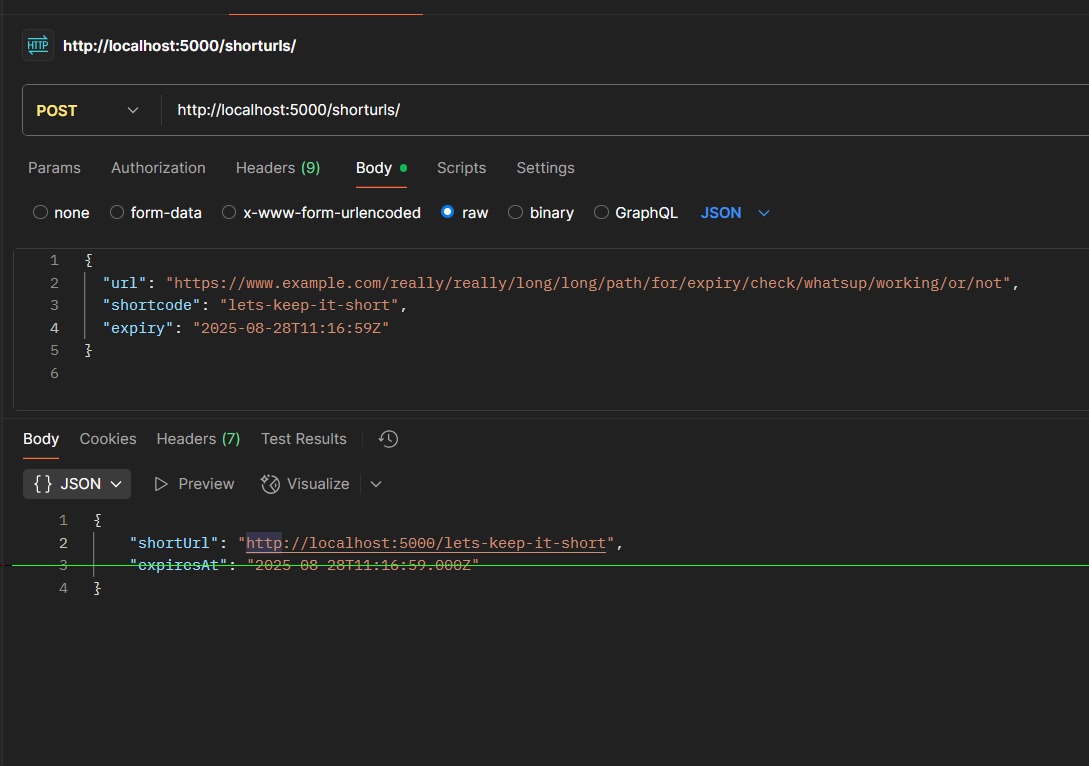 HTTP http://localhost:5000/shorturls/
POST http://localhost:5000/shorturls/
Params Authorization Headers (9) Body Scripts Settings
none form-data x-www-form-urlencoded raw binary GraphQL JSON
1 {
2 "url": "https://www.example.com/really/really/long/long/path/for/expiry/check/whatsup/working/or/not",
3 "shortcode": "lets-keep-it-short",
4 "expiry": "2025-08-28T11:16:59Z"
5 }
6
Body Cookies Headers (7) Test Results
{ } JSON Preview Visualize
1 {
2 "shortUrl": "http://localhost:5000/lets-keep-it-short",
3 "expiresAt": "2025-08-28T11:16:59.000Z"
4 }